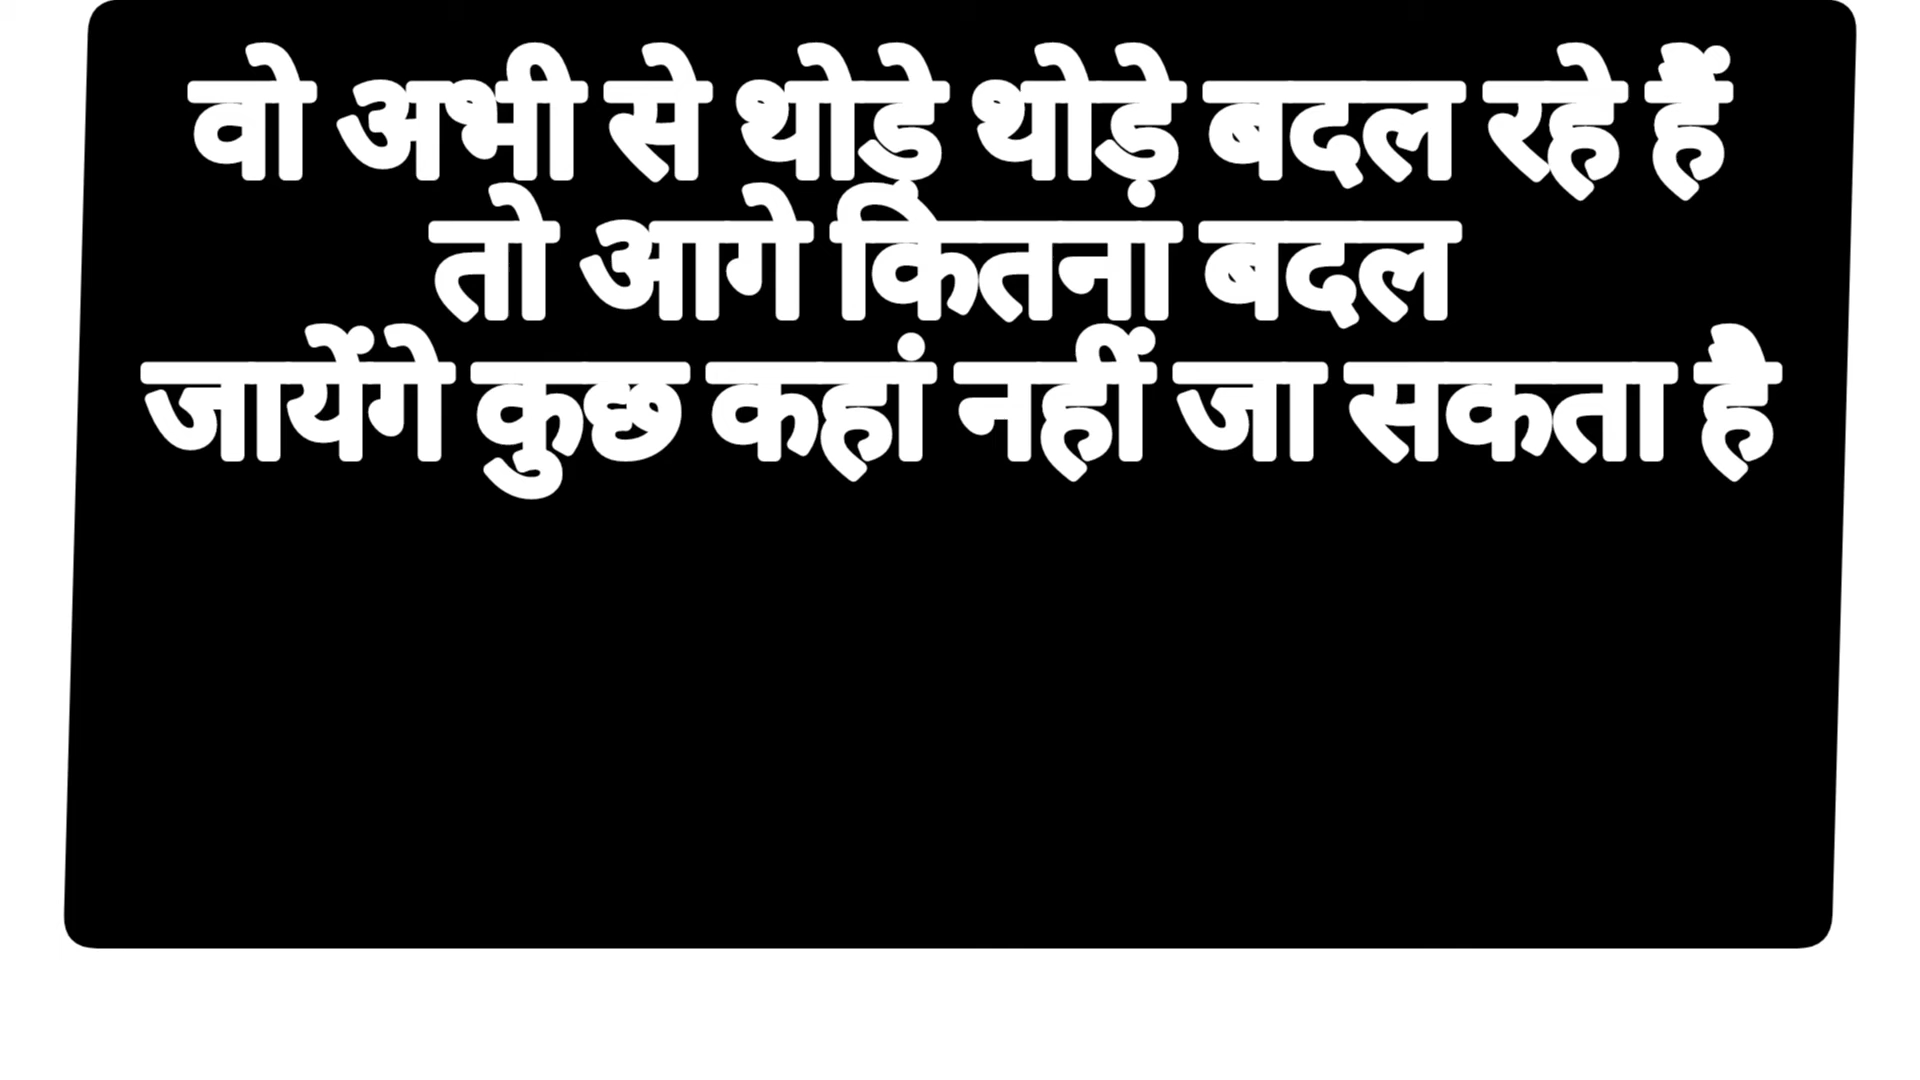 वो अभी से थोड़े थोड़े बदल रहे हैं
तो आगे कितना बदल
जायेंगे कुछ कहां नहीं जा सकता है